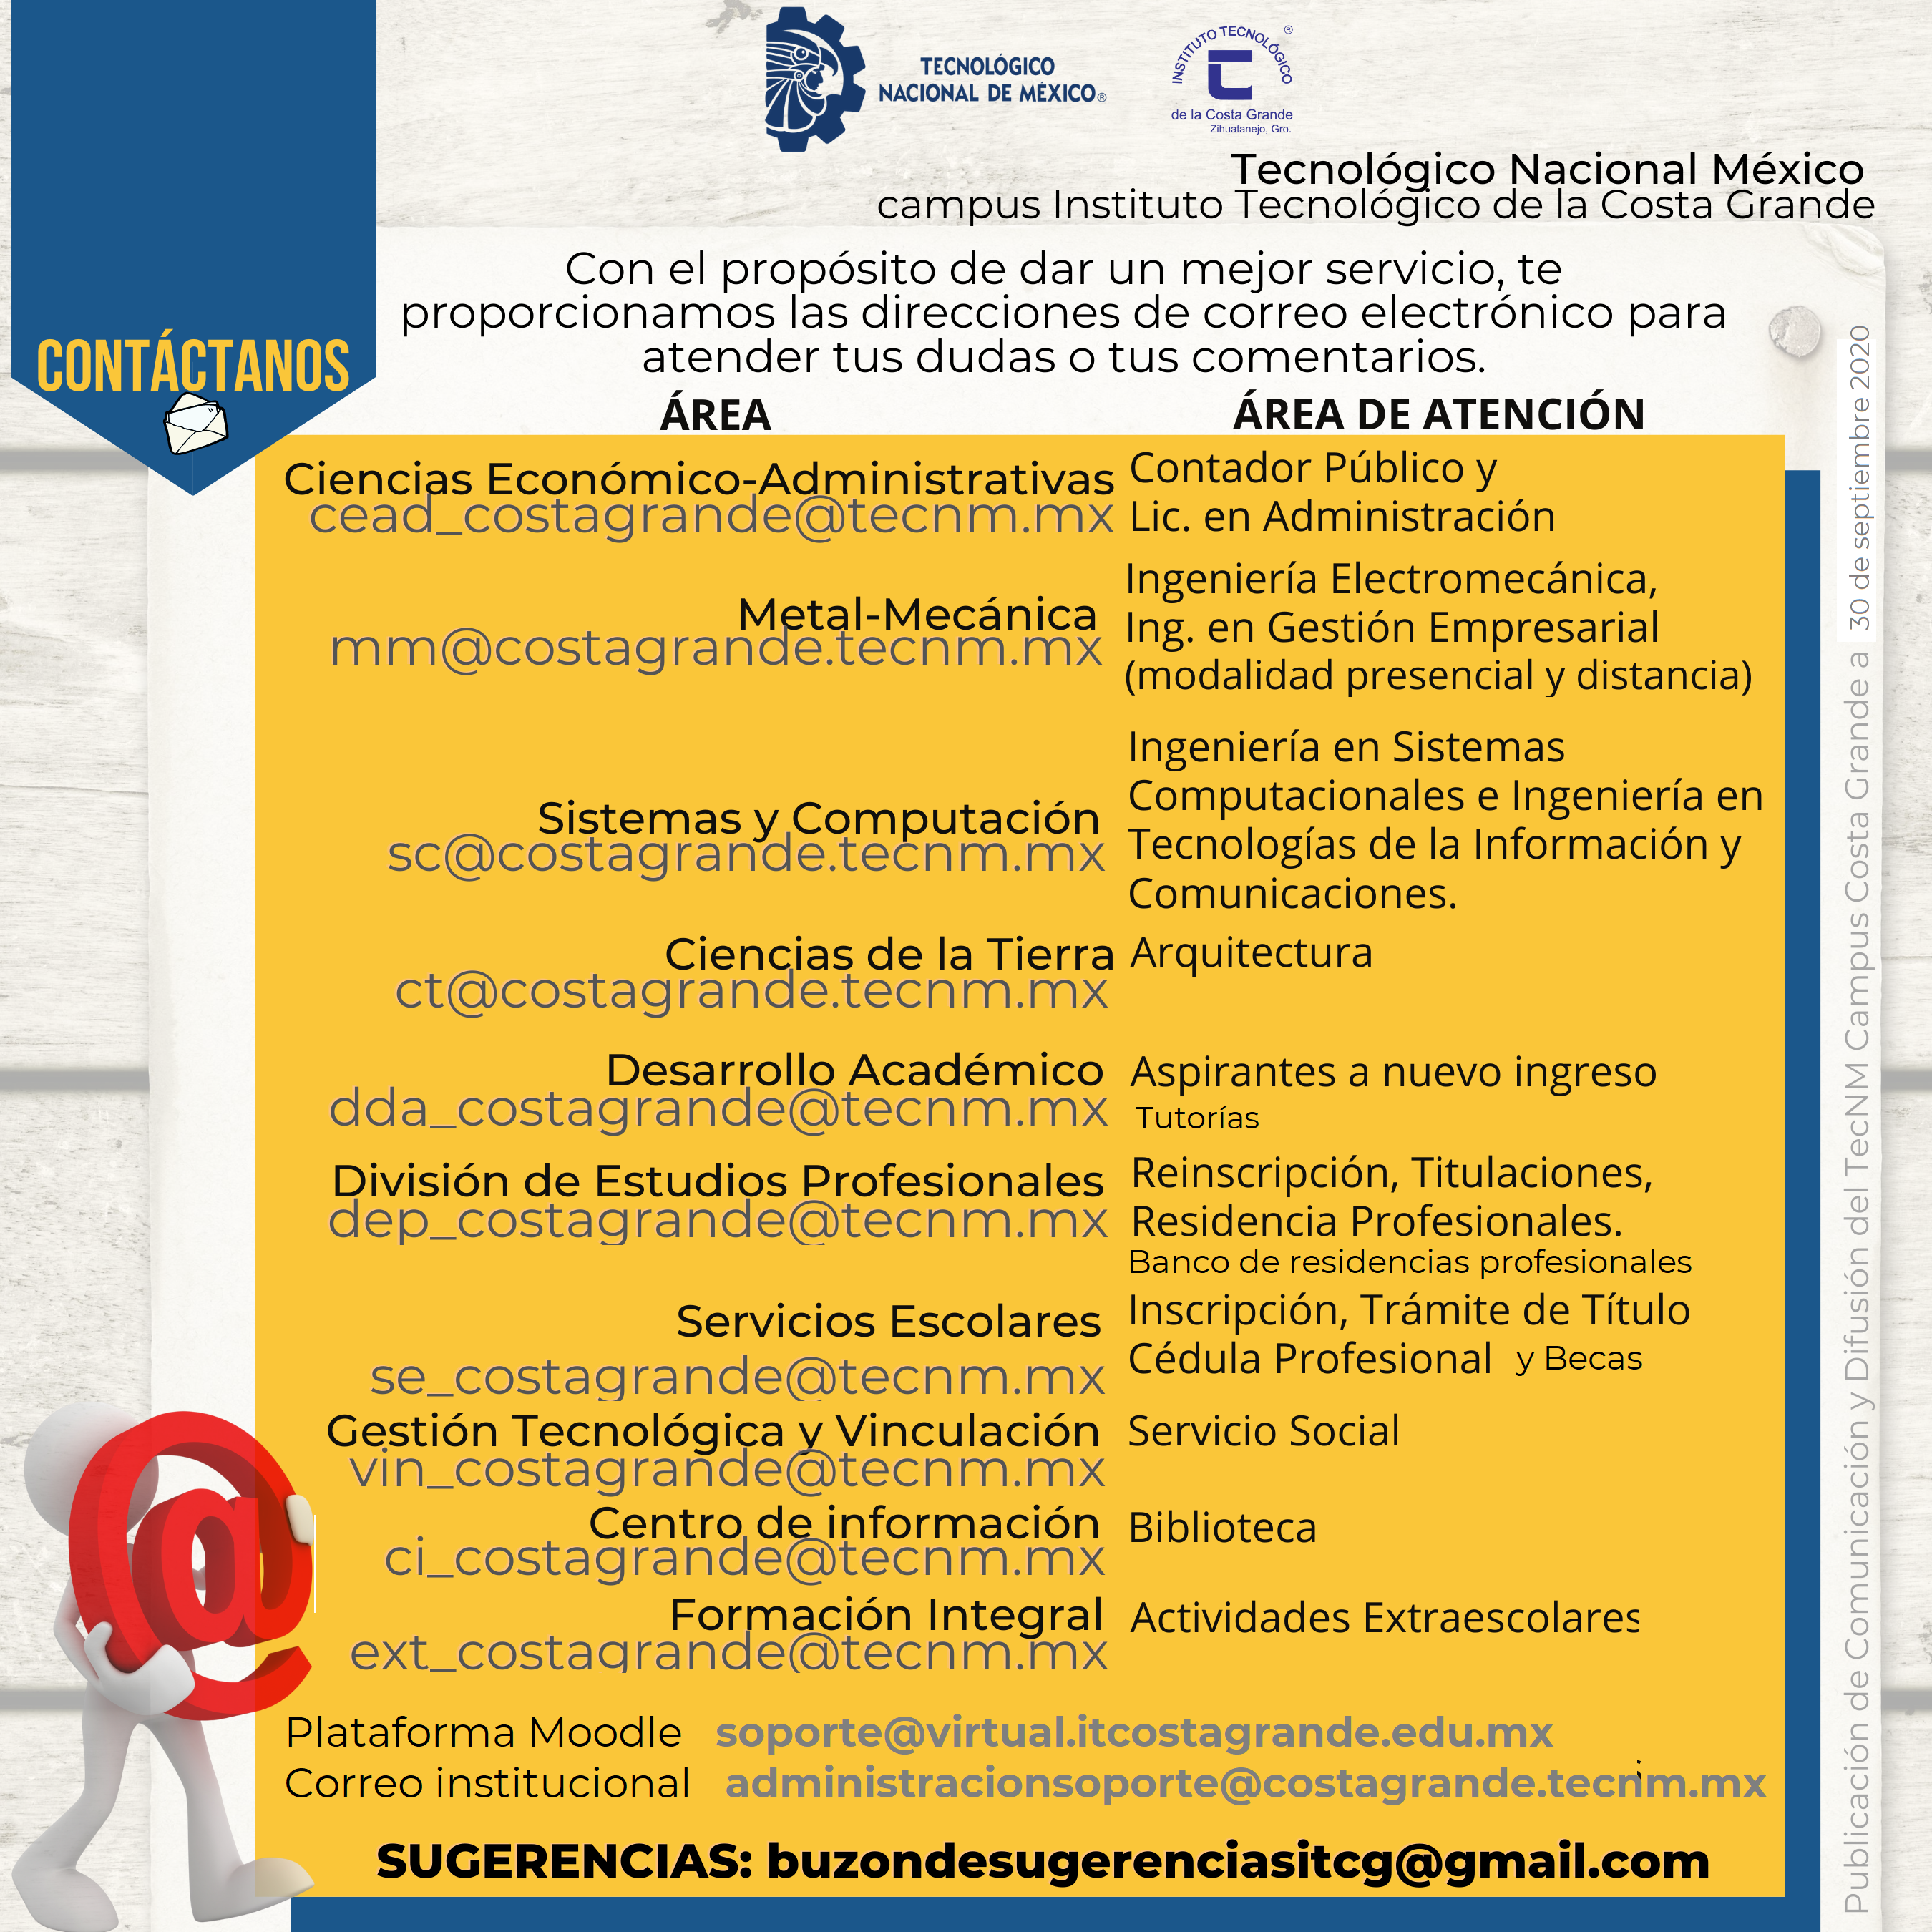 TECNOLÓGICO
NACIONAL DE MÉXICO®
INSTITUTO TECNOLÓGICO ®
de la Costa Grande
Zihuatanejo, Gro.
Tecnológico Nacional México
campus Instituto Tecnológico de la Costa Grande
CONTÁCTANOS
Con el propósito de dar un mejor servicio, te
proporcionamos las direcciones de correo electrónico para
atender tus dudas o tus comentarios.
ÁREA
ÁREA DE ATENCIÓN
Ciencias Económico-Administrativas
cead_costagrande@tecnm.mx
Contador Público y
Lic. en Administración
Metal-Mecánica
mm@costagrande.tecnm.mx
Ingeniería Electromecánica,
Ing. en Gestión Empresarial
(modalidad presencial y distancia)
Sistemas y Computación
sc@costagrande.tecnm.mx
Ingeniería en Sistemas
Computacionales e Ingeniería en
Tecnologías de la Información y
Comunicaciones.
Ciencias de la Tierra
ct@costagrande.tecnm.mx
Arquitectura
Desarrollo Académico
dda_costagrande@tecnm.mx
Aspirantes a nuevo ingreso
Tutorías
División de Estudios Profesionales
dep_costagrande@tecnm.mx
Reinscripción, Titulaciones,
Residencia Profesionales.
Banco de residencias profesionales
Servicios Escolares
se_costagrande@tecnm.mx
Inscripción, Trámite de Título
Cédula Profesional y Becas
Gestión Tecnológica y Vinculación
vin_costagrande@tecnm.mx
Servicio Social
Centro de información
ci_costagrande@tecnm.mx
Biblioteca
Formación Integral
ext_costagrande@tecnm.mx
Actividades Extraescolares
Plataforma Moodle soporte@virtual.itcostagrande.edu.mx
Correo institucional administracionsoporte@costagrande.tecnm.mx
SUGERENCIAS: buzondesugerenciasitcg@gmail.com
@
Publicación de Comunicación y Difusión del TecNM Campus Costa Grande a 30 de septiembre 2020